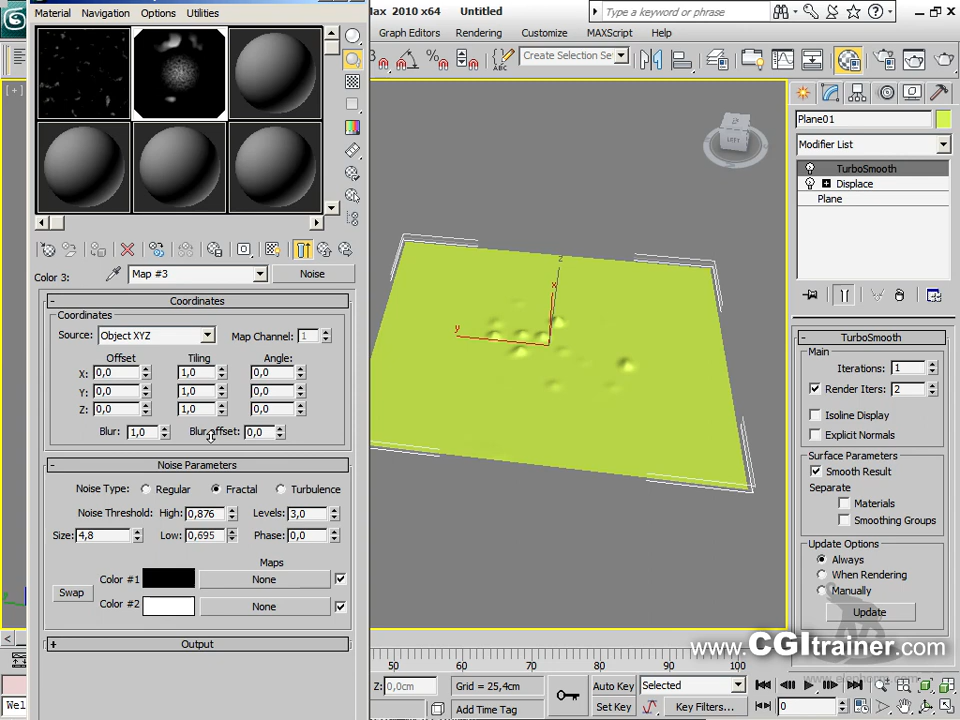 Max 2010 x64 Untitled
Type a keyword or phrase
Material Navigation Options Utilities
Graph Editors Rendering Customize MAXScript Help
Create Selection Se
ABC
[ + ]
Plane01
Modifier List
TurboSmooth
Displace
Plane
LEFT
z
x
y
Color 3: Map #3 Noise
Coordinates
Coordinates
Source: Object XYZ Map Channel: 1
Offset Tiling Angle:
X: 0,0 1,0 0,0
Y: 0,0 1,0 0,0
Z: 0,0 1,0 0,0
Blur: 1,0 Blur offset: 0,0
Noise Parameters
Noise Type: Regular Fractal Turbulence
Noise Threshold: High: 0,876 Levels: 3,0
Size: 4,8 Low: 0,695 Phase: 0,0
Maps
Color #1 None
Swap
Color #2 None
Output
TurboSmooth
Main
Iterations: 1
Render Iters: 2
Isoline Display
Explicit Normals
Surface Parameters
Smooth Result
Separate
Materials
Smoothing Groups
Update Options
Always
When Rendering
Manually
Update
www.CGItrainer.com
50 60 70 80 90 100
Wel
Z: 0,0cm Grid = 25,4cm
Add Time Tag
Auto Key Selected
Set Key Key Filters...
0